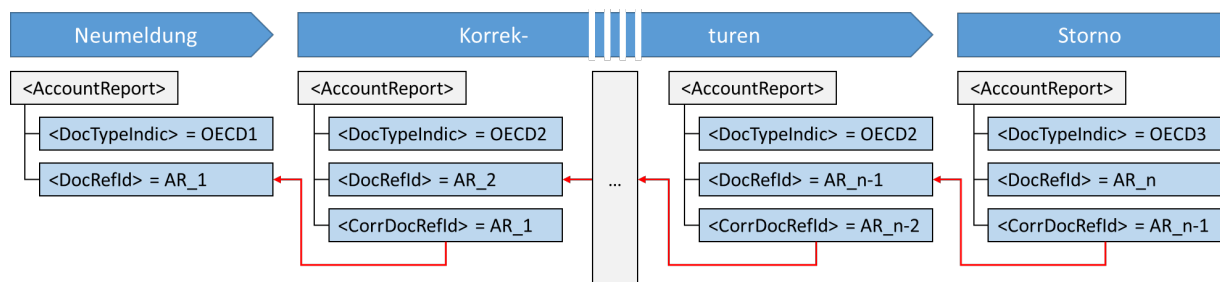 Neumeldung
Korrek-
turen
Storno
<AccountReport>
<DocTypeIndic> = OECD1
<DocRefId> = AR_1
<AccountReport>
<DocTypeIndic> = OECD2
<DocRefId> = AR_2
<CorrDocRefId> = AR_1
...
<AccountReport>
<DocTypeIndic> = OECD2
<DocRefId> = AR_n-1
<CorrDocRefId> = AR_n-2
<AccountReport>
<DocTypeIndic> = OECD3
<DocRefId> = AR_n
<CorrDocRefId> = AR_n-1